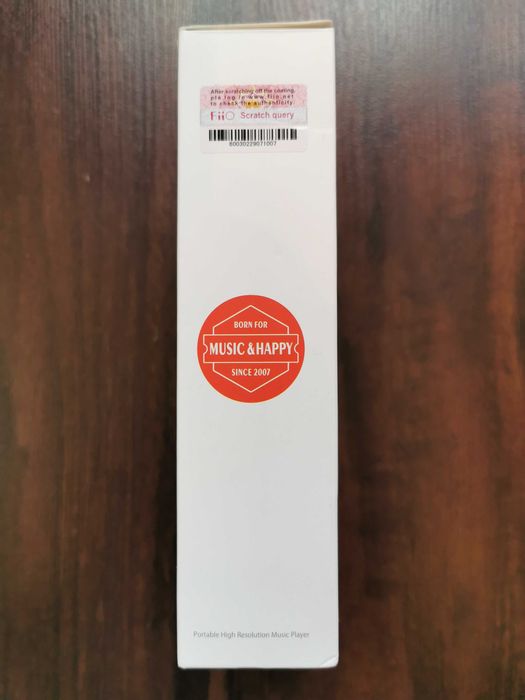 After scratching off the coating,
ple.log in www.fiio.net
to check the authenticity.
FiiO Scratch query
80030229071007
BORN FOR
MUSIC & HAPPY
SINCE 2007
Portable High Resolution Music Player